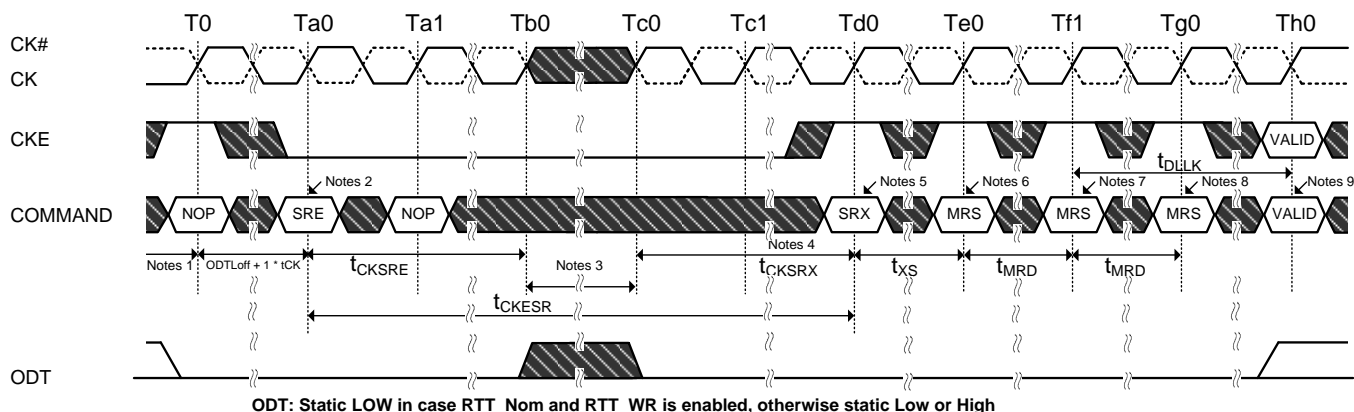 T0 Ta0 Ta1 Tb0 Tc0 Tc1 Td0 Te0 Tf1 Tg0 Th0
CK#
CK
CKE
VALID
tDLLK
Notes 2 Notes 5 Notes 6 Notes 7 Notes 8 Notes 9
COMMAND
NOP SRE NOP SRX MRS MRS MRS VALID
Notes 1 ODTLoff + 1 * tCK tCKSRE Notes 3 Notes 4 tCKSRX tXS tMRD tMRD
tCKESR
ODT
ODT: Static LOW in case RTT_Nom and RTT_WR is enabled, otherwise static Low or High